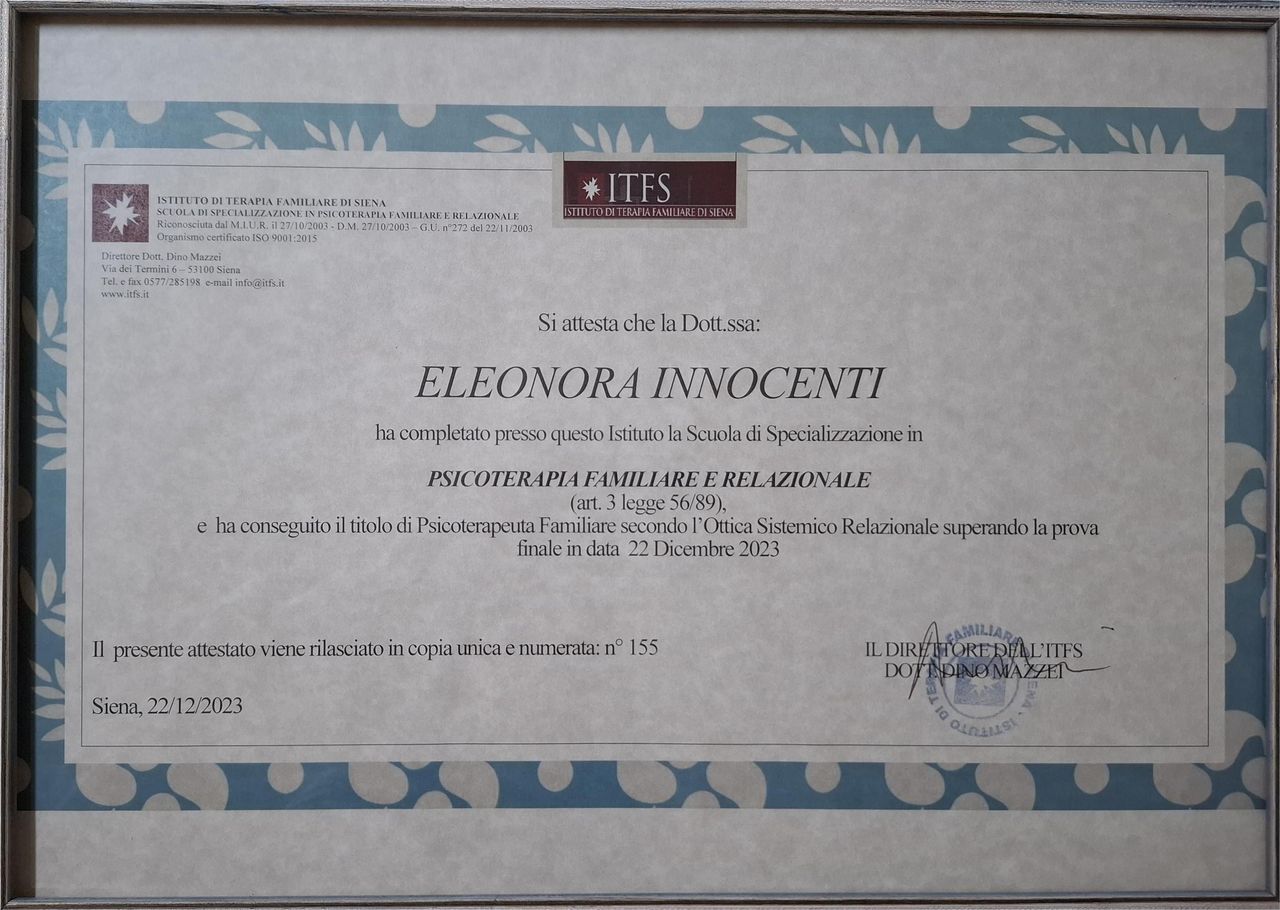 ISTITUTO DI TERAPIA FAMILIARE DI SIENA
SCUOLA DI SPECIALIZZAZIONE IN PSICOTERAPIA FAMILIARE E RELAZIONALE
Riconosciuta dal M.I.U.R. il 27/10/2003 - D.M. 27/10/2003 – G.U. n°272 del 22/11/2003
Organismo certificato ISO 9001:2015
Direttore Dott. Dino Mazzei
Via dei Termini 6 – 53100 Siena
Tel. e fax 0577/285198 e-mail info@itfs.it
www.itfs.it
ITFS
ISTITUTO DI TERAPIA FAMILIARE DI SIENA
Si attesta che la Dott.ssa:
ELEONORA INNOCENTI
ha completato presso questo Istituto la Scuola di Specializzazione in
PSICOTERAPIA FAMILIARE E RELAZIONALE
(art. 3 legge 56/89),
e ha conseguito il titolo di Psicoterapeuta Familiare secondo l'Ottica Sistemico Relazionale superando la prova
finale in data 22 Dicembre 2023
Il presente attestato viene rilasciato in copia unica e numerata: n° 155
Siena, 22/12/2023
IL DIRETTORE DELL'ITFS
DOTT. DINO MAZZEI
ISTITUTO DI TERAPIA FAMILIARE SIENA